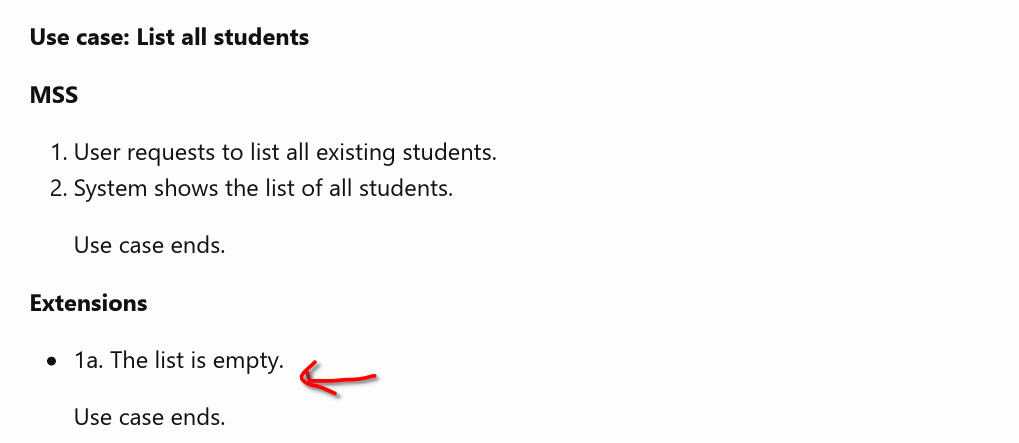 Use case: List all students
MSS
1. User requests to list all existing students.
2. System shows the list of all students.
Use case ends.
Extensions
• 1a. The list is empty.
Use case ends.